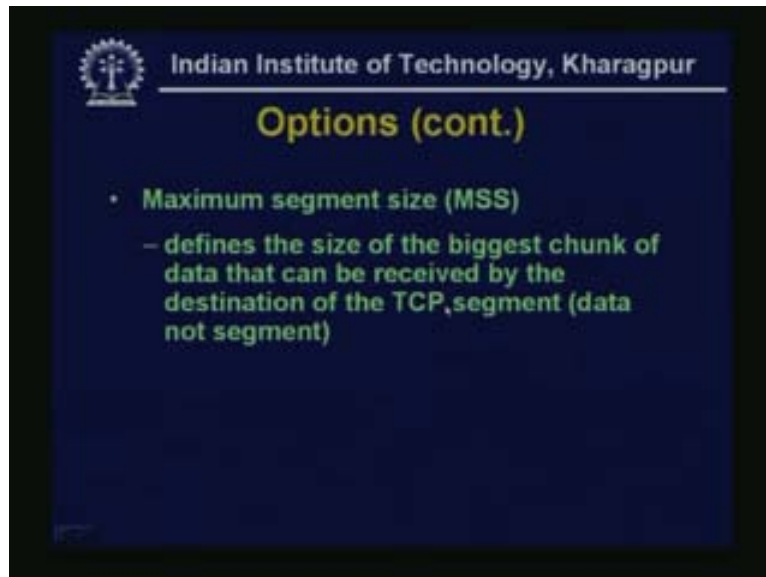 Indian Institute of Technology, Kharagpur
Options (cont.)
• Maximum segment size (MSS)
– defines the size of the biggest chunk of
data that can be received by the
destination of the TCP segment (data
not segment)